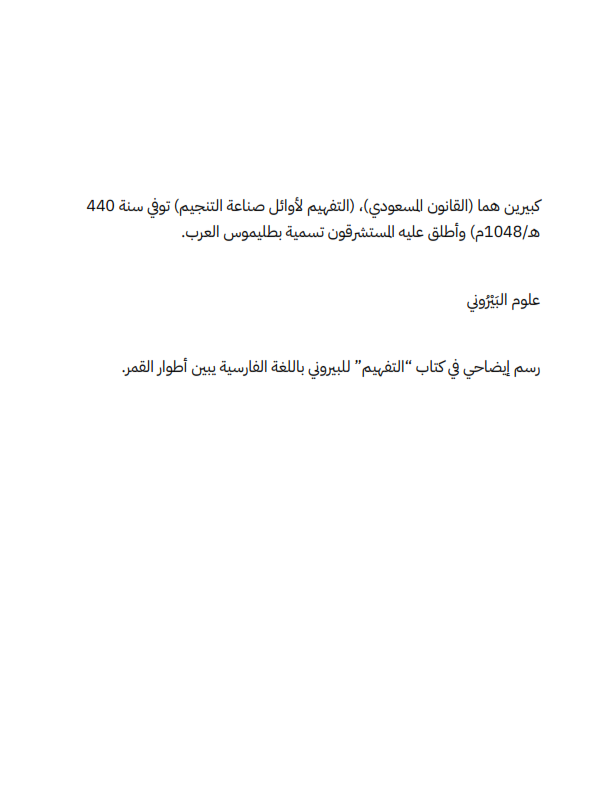 كبيرين هما (القانون المسعودي)، (التفهيم لأوائل صناعة التنجيم) توفي سنة 440
هـ/1048م) وأطلق عليه المستشرقون تسمية بطليموس العرب.
علوم البَيْرُوني
رسم إيضاحي في كتاب “التفهيم” للبيروني باللغة الفارسية يبين أطوار القمر.